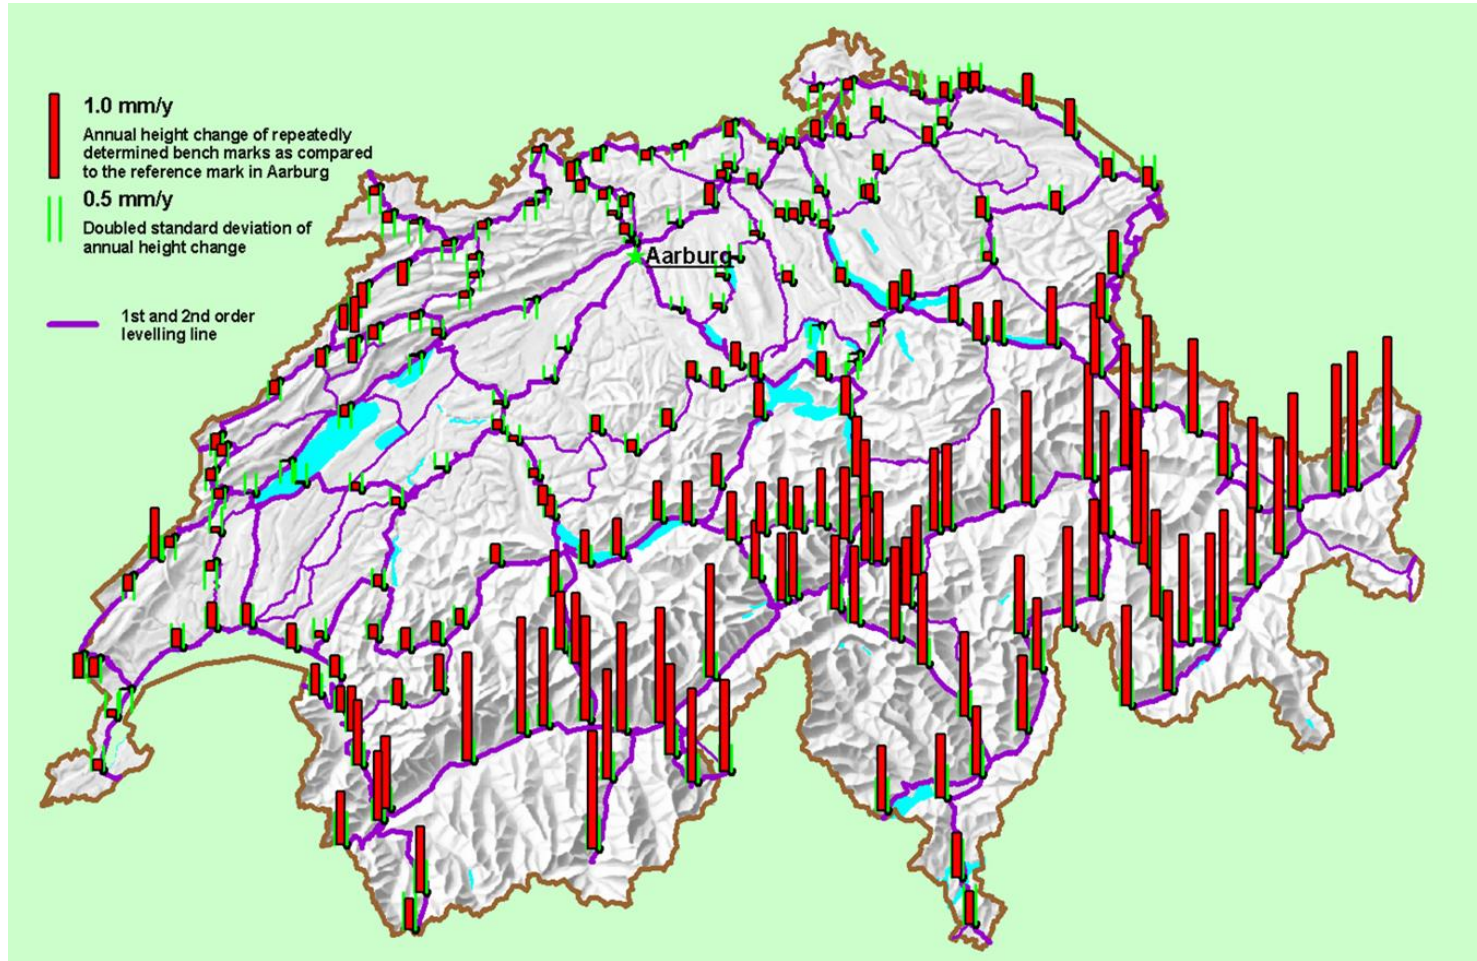 1.0 mm/y
Annual height change of repeatedly
determined bench marks as compared
to the reference mark in Aarburg
0.5 mm/y
Doubled standard deviation of
annual height change
1st and 2nd order
levelling line
Aarburg